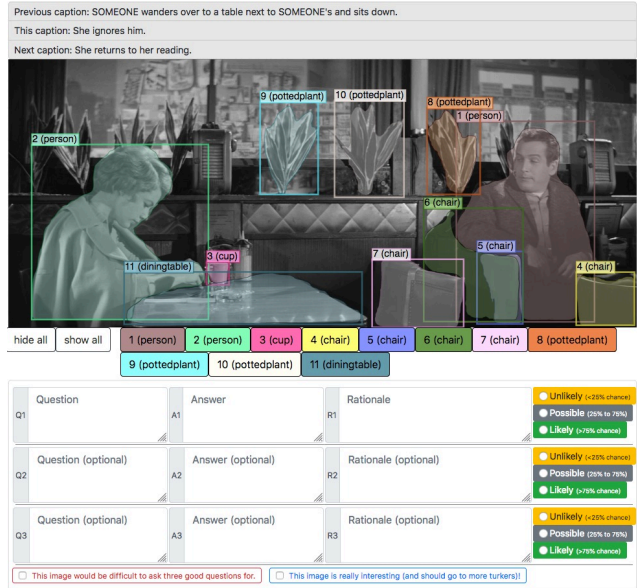 Previous caption: SOMEONE wanders over to a table next to SOMEONE's and sits down.
This caption: She ignores him.
Next caption: She returns to her reading.
9 (pottedplant)
10 (pottedplant)
8 (pottedplant)
1 (person)
2 (person)
6 (chair)
3 (cup)
5 (chair)
7 (chair)
11 (diningtable)
4 (chair)
hide all show all 1 (person) 2 (person) 3 (cup) 4 (chair) 5 (chair) 6 (chair) 7 (chair) 8 (pottedplant)
9 (pottedplant) 10 (pottedplant) 11 (diningtable)
Q1 Question A1 Answer R1 Rationale
Unlikely (<25% chance)
Possible (25% to 75%)
Likely (>75% chance)
Q2 Question (optional) A2 Answer (optional) R2 Rationale (optional)
Unlikely (<25% chance)
Possible (25% to 75%)
Likely (>75% chance)
Q3 Question (optional) A3 Answer (optional) R3 Rationale (optional)
Unlikely (<25% chance)
Possible (25% to 75%)
Likely (>75% chance)
This image would be difficult to ask three good questions for. This image is really interesting (and should go to more turkers)!